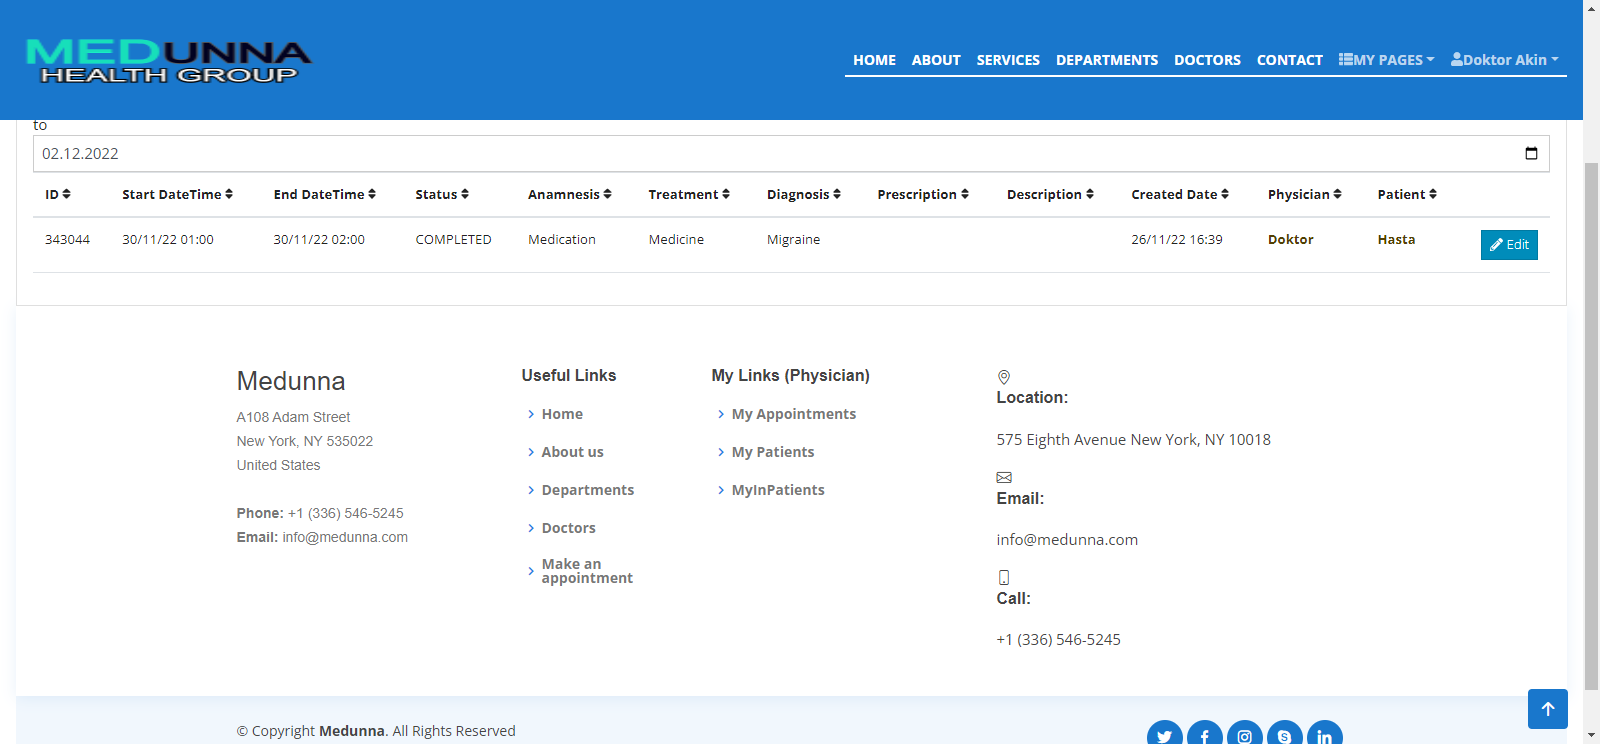 MEDUNNA
HEALTH GROUP
HOME ABOUT SERVICES DEPARTMENTS DOCTORS CONTACT MY PAGES Doktor Akin
to
02.12.2022
ID Start DateTime End DateTime Status Anamnesis Treatment Diagnosis Prescription Description Created Date Physician Patient
343044 30/11/22 01:00 30/11/22 02:00 COMPLETED Medication Medicine Migraine 26/11/22 16:39 Doktor Hasta Edit
Medunna
A108 Adam Street
New York, NY 535022
United States
Phone: +1 (336) 546-5245
Email: info@medunna.com
Useful Links
Home
About us
Departments
Doctors
Make an
appointment
My Links (Physician)
My Appointments
My Patients
MyInPatients
Location:
575 Eighth Avenue New York, NY 10018
Email:
info@medunna.com
Call:
+1 (336) 546-5245
© Copyright Medunna. All Rights Reserved